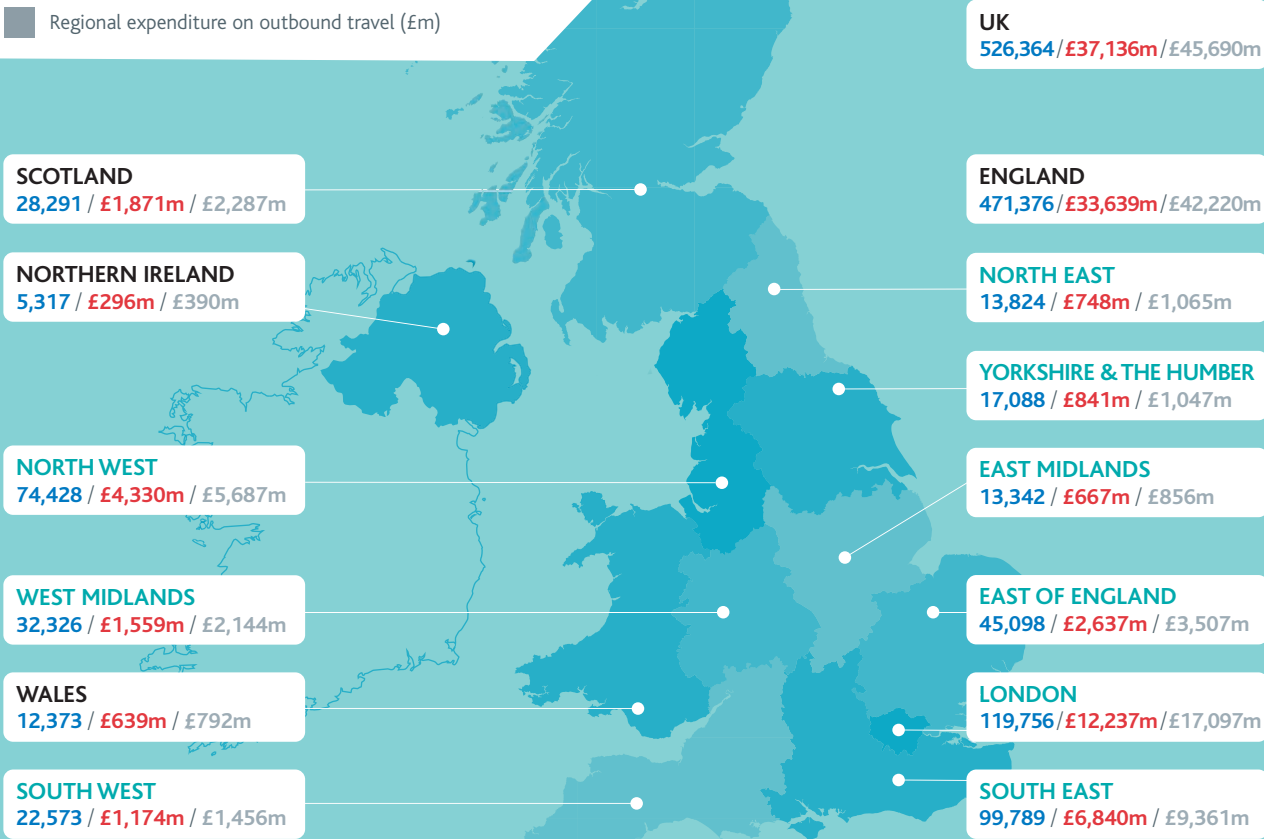 Regional expenditure on outbound travel (£m)
UK
526,364/£37,136m/£45,690m
SCOTLAND
28,291 / £1,871m / £2,287m
ENGLAND
471,376/£33,639m/£42,220m
NORTHERN IRELAND
5,317 / £296m / £390m
NORTH EAST
13,824 / £748m / £1,065m
YORKSHIRE & THE HUMBER
17,088 / £841m / £1,047m
NORTH WEST
74,428 / £4,330m / £5,687m
EAST MIDLANDS
13,342 / £667m / £856m
WEST MIDLANDS
32,326 / £1,559m / £2,144m
EAST OF ENGLAND
45,098 / £2,637m / £3,507m
WALES
12,373 / £639m / £792m
LONDON
119,756/£12,237m/£17,097m
SOUTH WEST
22,573 / £1,174m / £1,456m
SOUTH EAST
99,789 / £6,840m / £9,361m